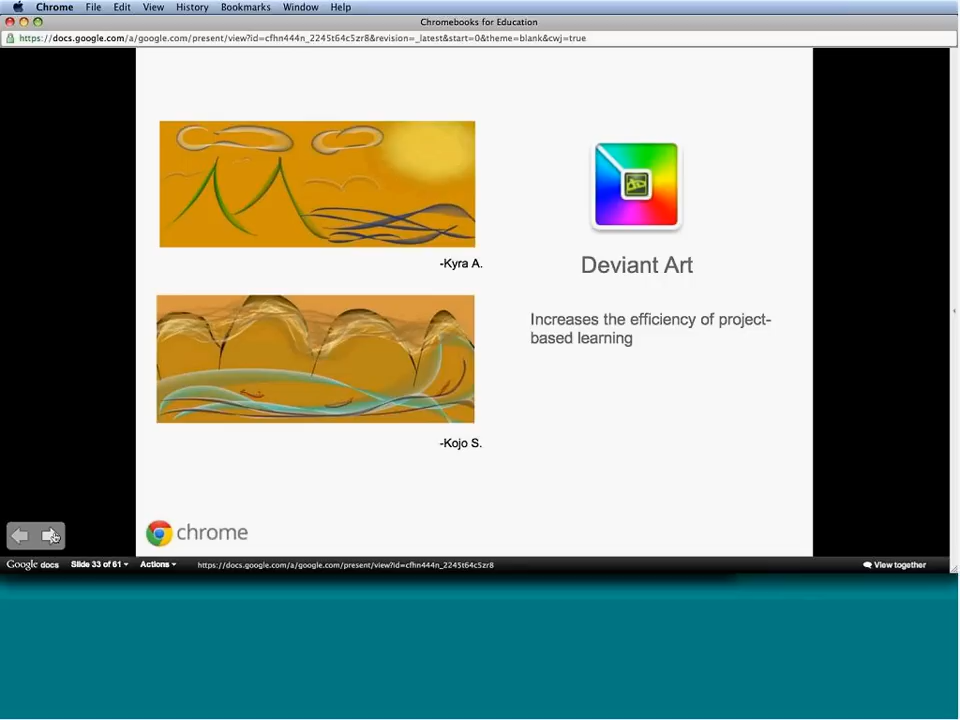 Chrome File Edit View History Bookmarks Window Help
Chromebooks for Education
https://docs.google.com/a/google.com/present/view?id=cfhn444n_2245t64c5zr8&revision=_latest&start=0&theme=blank&cwj=true
-Kyra A.
Deviant Art
Increases the efficiency of project-
based learning
-Kojo S.
chrome
Google docs Slide 33 of 61 Actions https://docs.google.com/a/google.com/present/view?id=cfhn444n_2245t64c5zr8 View together